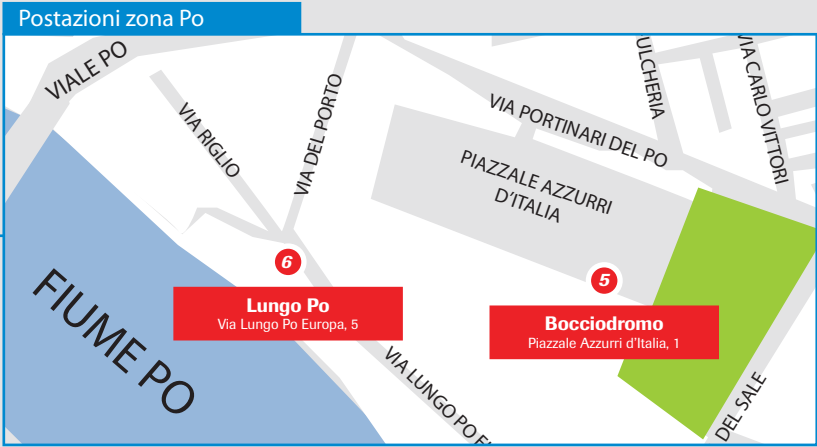 Postazioni zona Po
VIALE PO
VIA RIGLIO
VIA DEL PORTO
VIA PORTINARI DEL PO
ULCHERIA
VIA CARLO VITTORI
PIAZZALE AZZURRI
D'ITALIA
6
Lungo Po
Via Lungo Po Europa, 5
5
Bocciodromo
Piazzale Azzurri d'Italia, 1
FIUME PO
VIA LUNGO PO
DEL SALE